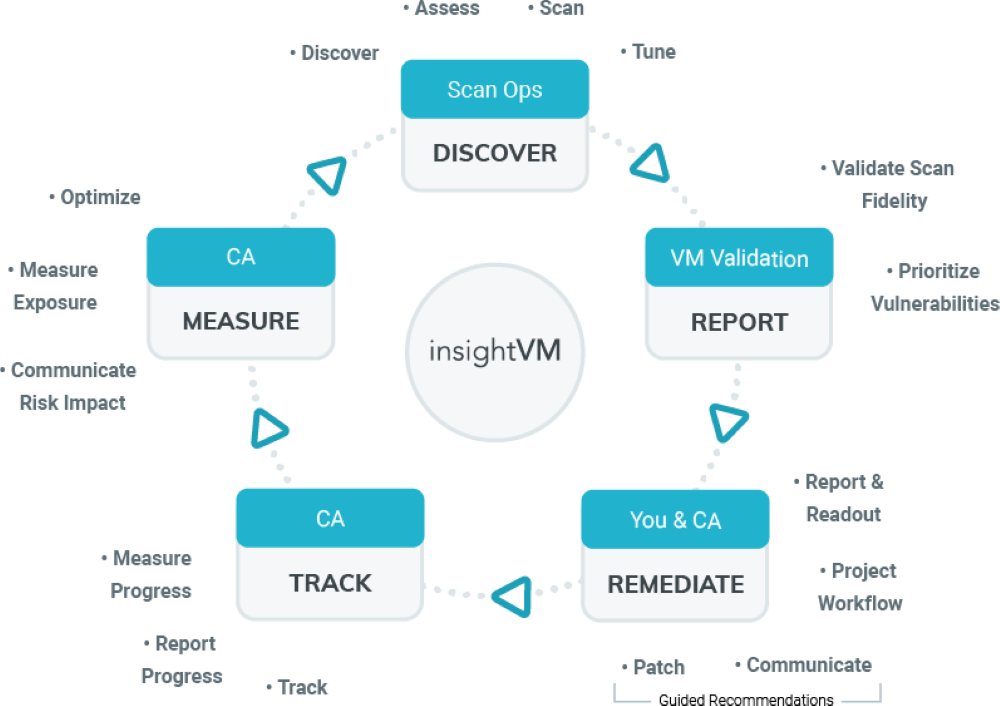 • Assess
• Scan
• Discover
• Tune
Scan Ops
DISCOVER
• Validate Scan
Fidelity
• Prioritize
Vulnerabilities
VM Validation
REPORT
• Report &
Readout
• Project
Workflow
You & CA
REMEDIATE
• Patch
• Communicate
Guided Recommendations
CA
TRACK
• Measure
Progress
• Report
Progress
• Track
CA
MEASURE
• Optimize
• Measure
Exposure
• Communicate
Risk Impact
insightVM